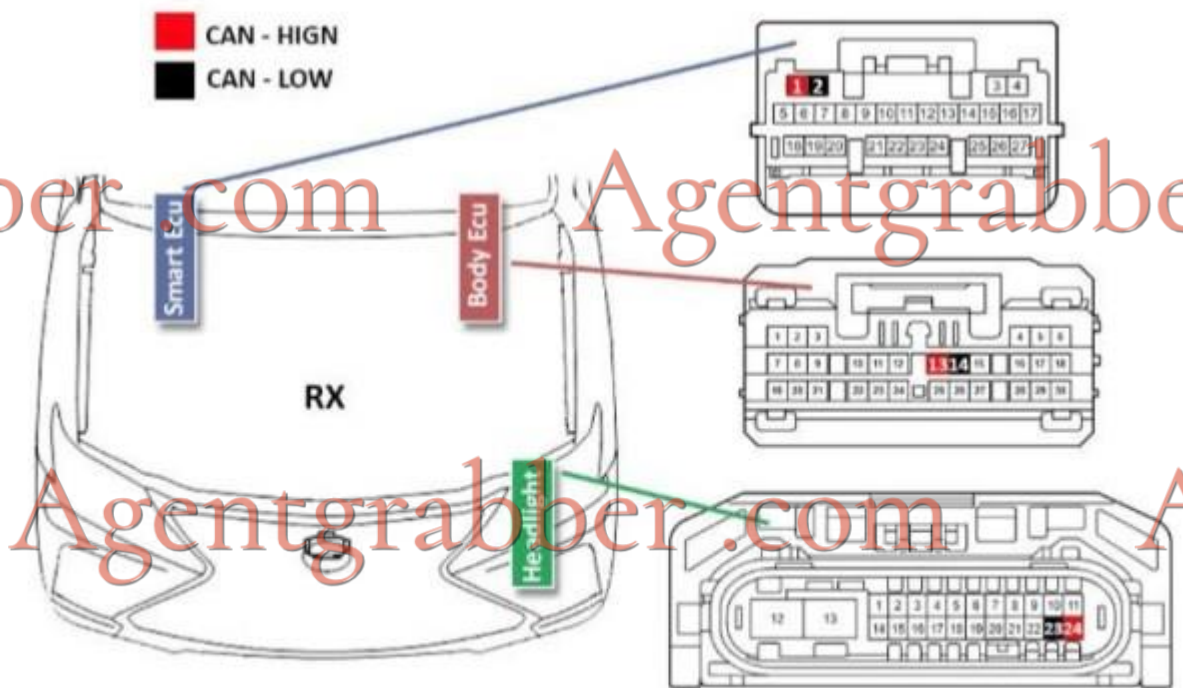 CAN - HIGN
CAN - LOW
1 2 3 4
5 6 7 8 9 10 11 12 13 14 15 16 17
18 19 20 21 22 23 24 25 26 27
ber .com Agentgrabbe
Smart Ecu
Body Ecu
1 2 3 4 5 6
7 8 9 10 11 12 13 14 15 16 17 18
19 20 21 22 23 24 25 26 27 28 29 30
RX
Headlight
Agentgrabber .com A
1 2 3 4 5 6 7 8 9 10 11
12 13
14 15 16 17 18 19 20 21 22 23 24